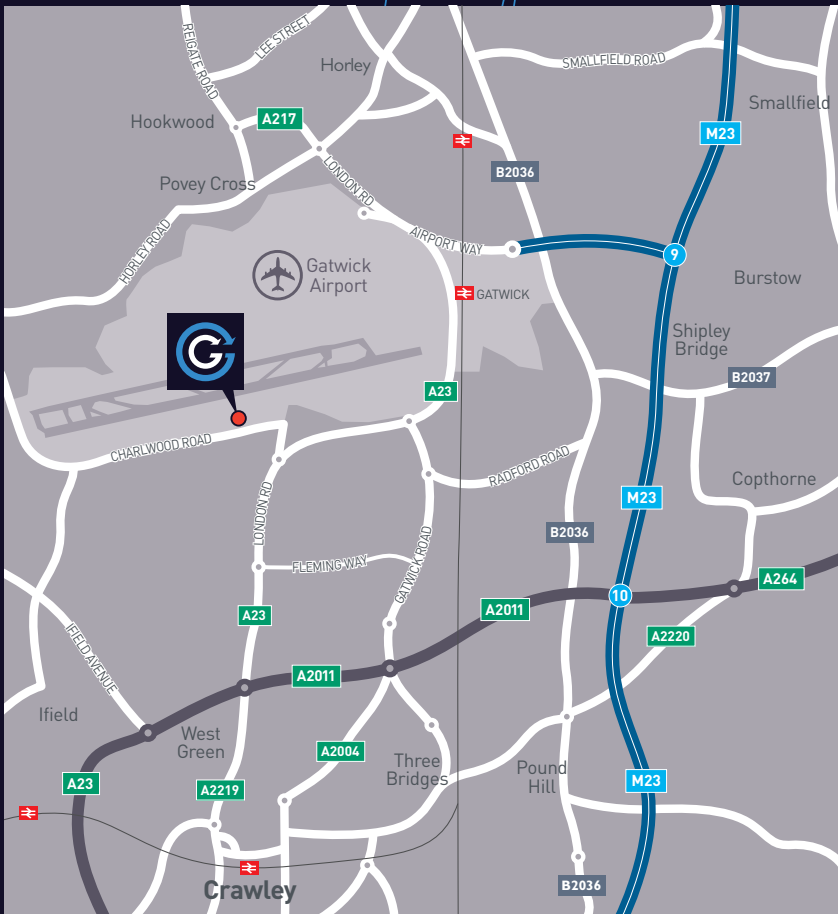 REIGATE ROAD
LEE STREET
Horley
SMALLFIELD ROAD
Smallfield
Hookwood
A217
M23
B2036
Povey Cross
LONDON RD
HORLEY ROAD
AIRPORT WAY
9
Gatwick
Airport
GATWICK
Burstow
Shipley
Bridge
G
A23
B2037
CHARLWOOD ROAD
RADFORD ROAD
Copthorne
M23
LONDON RD
B2036
GATWICK ROAD
FLEMING WAY
A264
10
A23
A2011
A2220
IFIELD AVENUE
A2011
Ifield
West
Green
A2004
Three
Bridges
Pound
Hill
A23
A2219
M23
Crawley
B2036